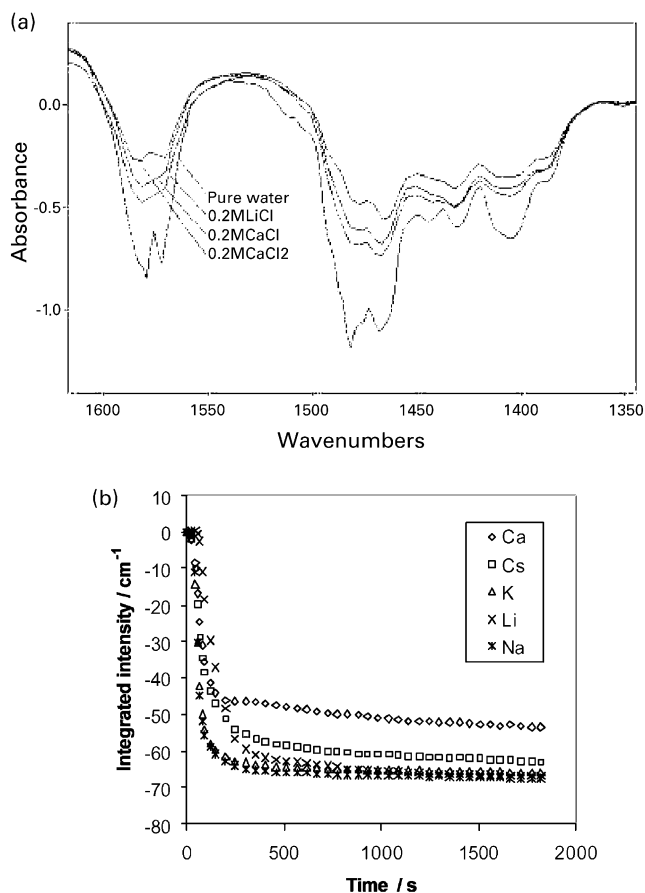 (a)
0.0
-0.5
-1.0
Absorbance
Pure water
0.2MLiCl
0.2MCaCl
0.2MCaCl2
1600
1550
1500
1450
1400
1350
Wavenumbers
(b)
10
0
-10
-20
-30
-40
-50
-60
-70
-80
Integrated intensity / cm⁻¹
Ca
Cs
K
Li
Na
0
500
1000
1500
2000
Time / s